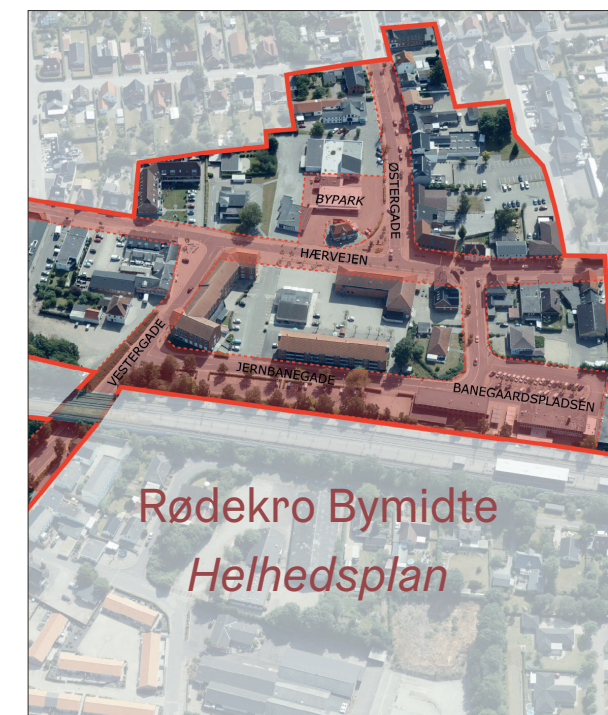 ØSTERGADE
BYPARK
HÆRVEJEN
VESTERGADE
JERNBANEGADE
BANEGAARDSPLADSEN
Rødekro Bymidte
Helhedsplan